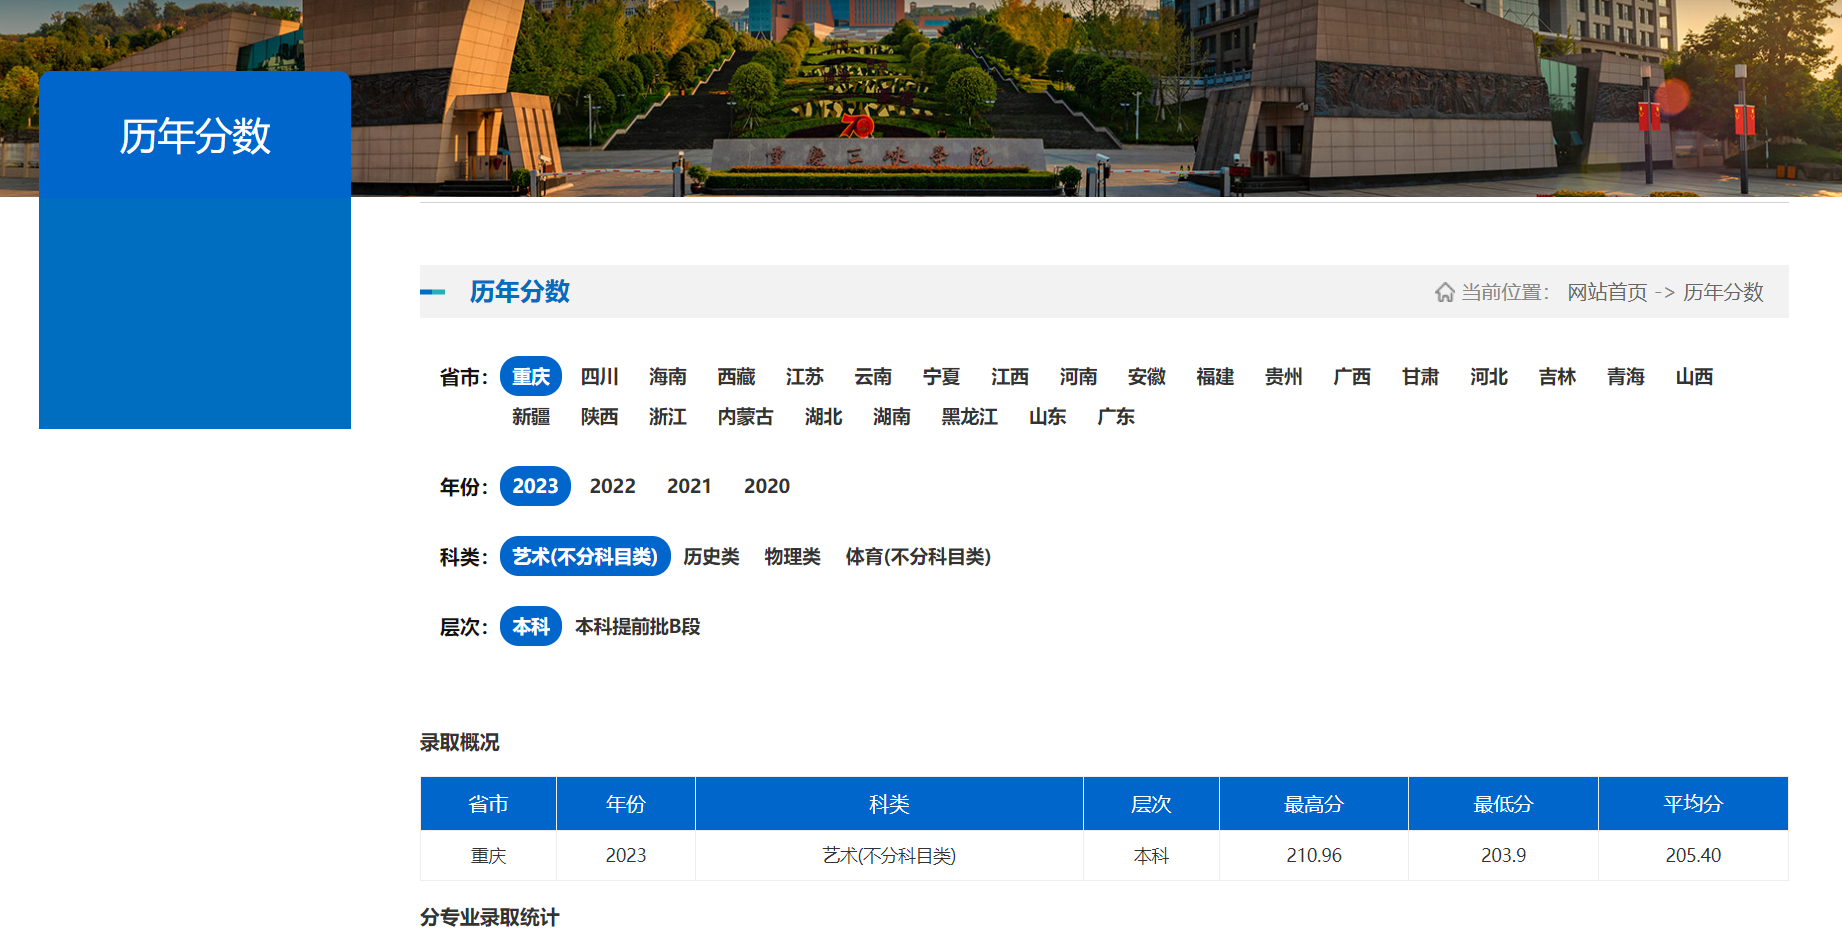 70
重庆三峡学院
历年分数
历年分数
当前位置： 网站首页 -> 历年分数
省市： 重庆 四川 海南 西藏 江苏 云南 宁夏 江西 河南 安徽 福建 贵州 广西 甘肃 河北 吉林 青海 山西
新疆 陕西 浙江 内蒙古 湖北 湖南 黑龙江 山东 广东
年份： 2023 2022 2021 2020
科类： 艺术(不分科目类) 历史类 物理类 体育(不分科目类)
层次： 本科 本科提前批B段
录取概况
省市 年份 科类 层次 最高分 最低分 平均分
重庆 2023 艺术(不分科目类) 本科 210.96 203.9 205.40
分专业录取统计